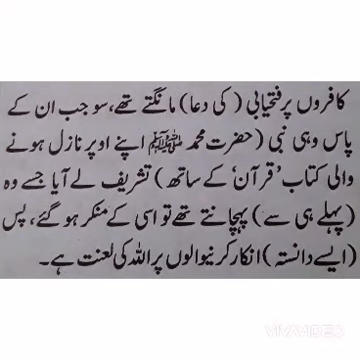 کافروں پر فتحیابی (کی دعا) مانگتے تھے، سو جب ان کے
پاس وہی نبی (حضرت محمد ﷺ اپنے اوپر نازل ہونے
والی کتاب ’قرآن‘ کے ساتھ) تشریف لے آیا جسے وہ
(پہلے ہی سے) پہچانتے تھے تو اسی کے منکر ہو گئے، پس
(ایسے دانستہ) انکار کرنیوالوں پر اللہ کی لعنت ہے۔
VIVAVIDEO